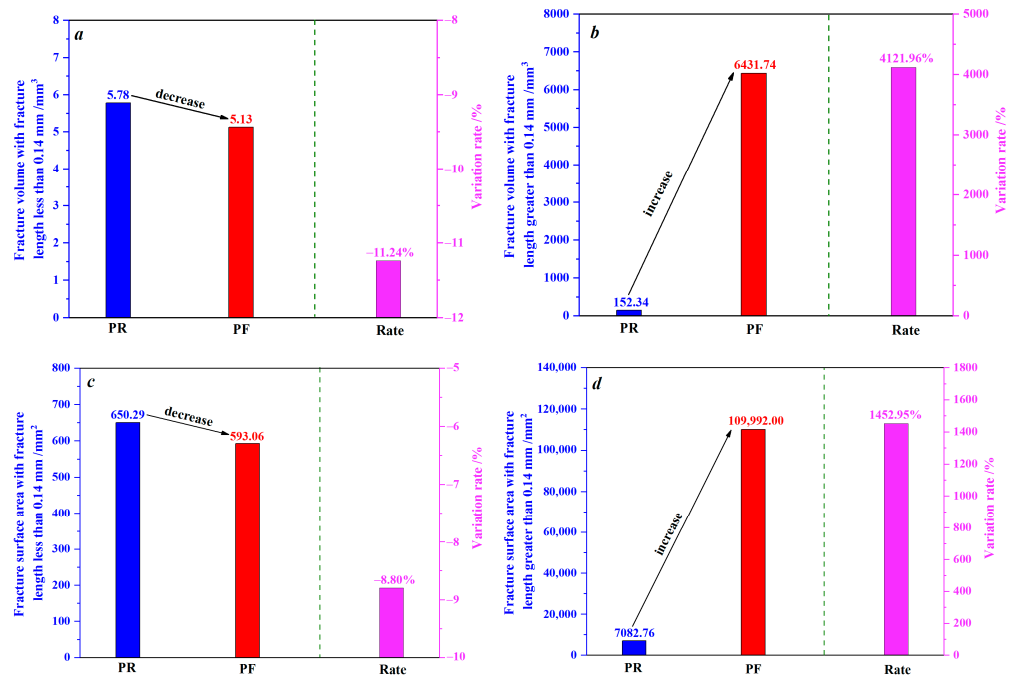 a
Fracture volume with fracture
length less than 0.14 mm /mm³
8
7
6
5
4
3
2
1
0
5.78
decrease
5.13
−11.24%
PR
PF
Rate
−8
−9
−10
−11
−12
Variation rate /%
b
Fracture volume with fracture
length greater than 0.14 mm /mm³
8000
7000
6000
5000
4000
3000
2000
1000
0
152.34
increase
6431.74
4121.96%
PR
PF
Rate
5000
4000
3000
2000
1000
0
Variation rate /%
c
Fracture surface area with fracture
length less than 0.14 mm /mm²
800
700
600
500
400
300
200
100
0
650.29
decrease
593.06
−8.80%
PR
PF
Rate
−5
−6
−7
−8
−9
−10
Variation rate /%
d
Fracture surface area with fracture
length greater than 0.14 mm /mm²
140,000
120,000
100,000
80,000
60,000
40,000
20,000
0
7082.76
increase
109,992.00
1452.95%
PR
PF
Rate
1800
1600
1400
1200
1000
800
600
400
200
0
Variation rate /%